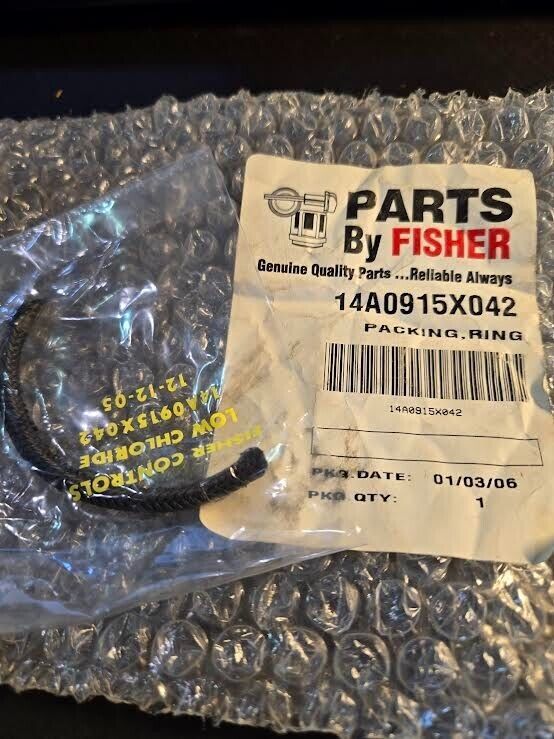 PARTS
By FISHER
Genuine Quality Parts ...Reliable Always
14A0915X042
PACKING,RING
14A0915X042
PKG.DATE: 01/03/06
PKG.QTY: 1
FISHER CONTROLS
LOW CHLORIDE
14A0915X042
12-12-05